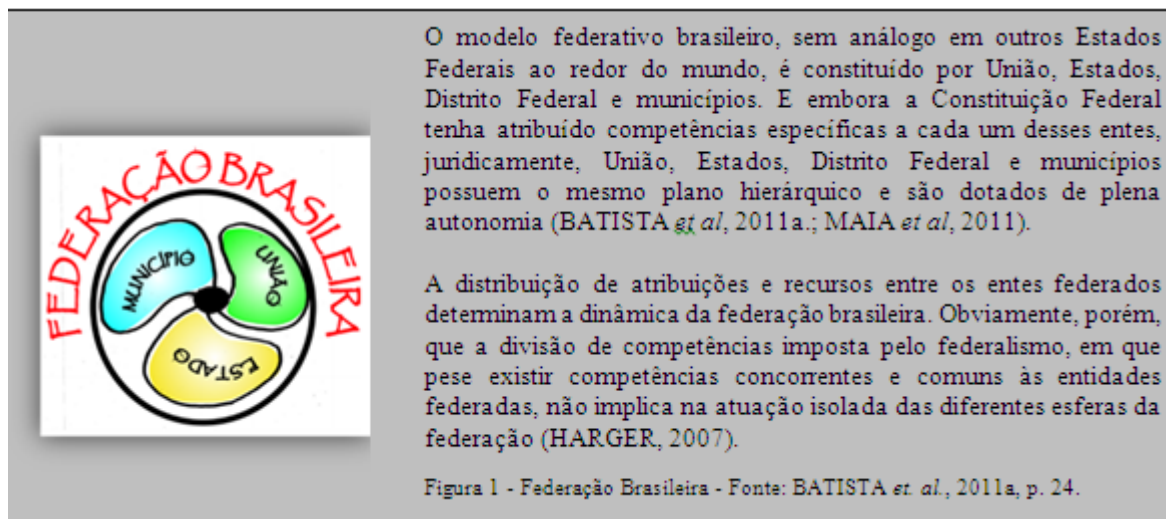 FEDERAÇÃO BRASILEIRA
MUNICÍPIO
UNIÃO
ESTADO
O modelo federativo brasileiro, sem análogo em outros Estados
Federais ao redor do mundo, é constituído por União, Estados,
Distrito Federal e municípios. E embora a Constituição Federal
tenha atribuído competências específicas a cada um desses entes,
juridicamente, União, Estados, Distrito Federal e municípios
possuem o mesmo plano hierárquico e são dotados de plena
autonomia (BATISTA et al, 2011a.; MAIA et al, 2011).
A distribuição de atribuições e recursos entre os entes federados
determinam a dinâmica da federação brasileira. Obviamente, porém,
que a divisão de competências imposta pelo federalismo, em que
pese existir competências concorrentes e comuns às entidades
federadas, não implica na atuação isolada das diferentes esferas da
federação (HARGER, 2007).
Figura 1 - Federação Brasileira - Fonte: BATISTA et. al., 2011a, p. 24.